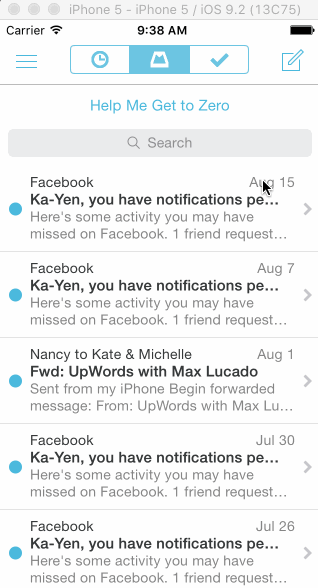 iPhone 5 - iPhone 5 / iOS 9.2 (13C75)
Carrier 9:38 AM
Help Me Get to Zero
Search
Facebook Aug 15
Ka-Yen, you have notifications pe...
Here's some activity you may have
missed on Facebook. 1 friend request...
Facebook Aug 7
Ka-Yen, you have notifications pe...
Here's some activity you may have
missed on Facebook. 1 friend request...
Nancy to Kate & Michelle Aug 1
Fwd: UpWords with Max Lucado
Sent from my iPhone Begin forwarded
message: From: UpWords with Max Lu...
Facebook Jul 30
Ka-Yen, you have notifications pe...
Here's some activity you may have
missed on Facebook. 1 friend request...
Facebook Jul 26
Ka-Yen, you have notifications pe...
Here's some activity you may have
missed on Facebook. 1 friend request...